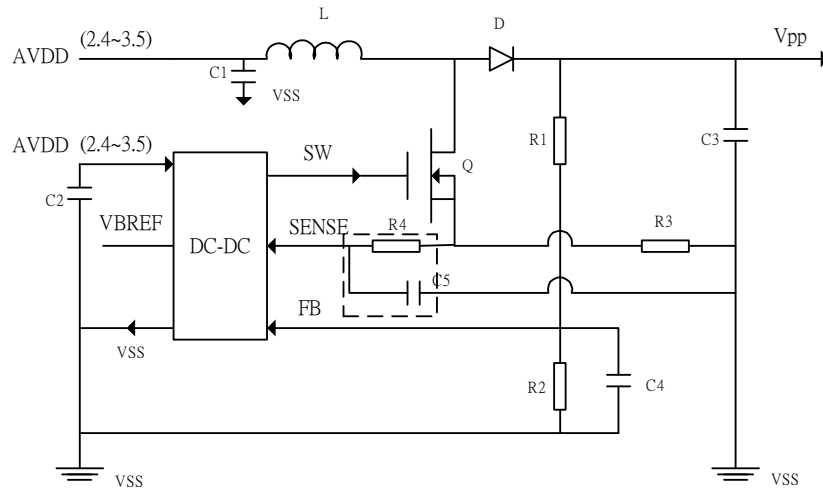 L
D
Vpp
AVDD (2.4~3.5)
C1
VSS
AVDD (2.4~3.5)
SW
Q
R1
C3
C2
VBREF
DC-DC
SENSE
R4
R3
C5
FB
VSS
R2
C4
VSS
VSS